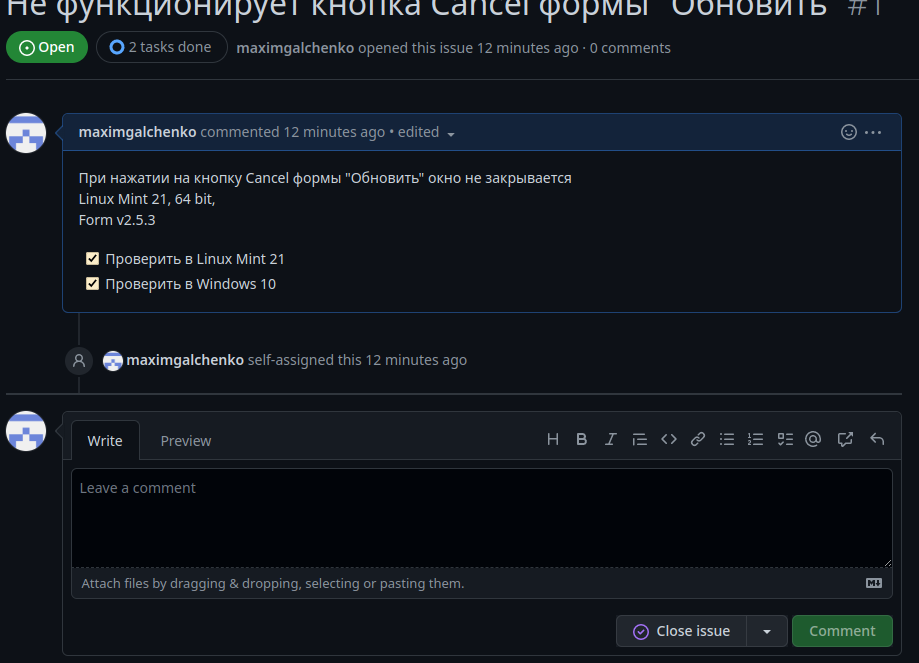 Не функционирует кнопка Cancel формы "Обновить" #1
Open
2 tasks done
maximgalchenko opened this issue 12 minutes ago · 0 comments
maximgalchenko commented 12 minutes ago • edited
При нажатии на кнопку Cancel формы "Обновить" окно не закрывается
Linux Mint 21, 64 bit,
Form v2.5.3
Проверить в Linux Mint 21
Проверить в Windows 10
maximgalchenko self-assigned this 12 minutes ago
Write
Preview
Leave a comment
Attach files by dragging & dropping, selecting or pasting them.
Close issue
Comment